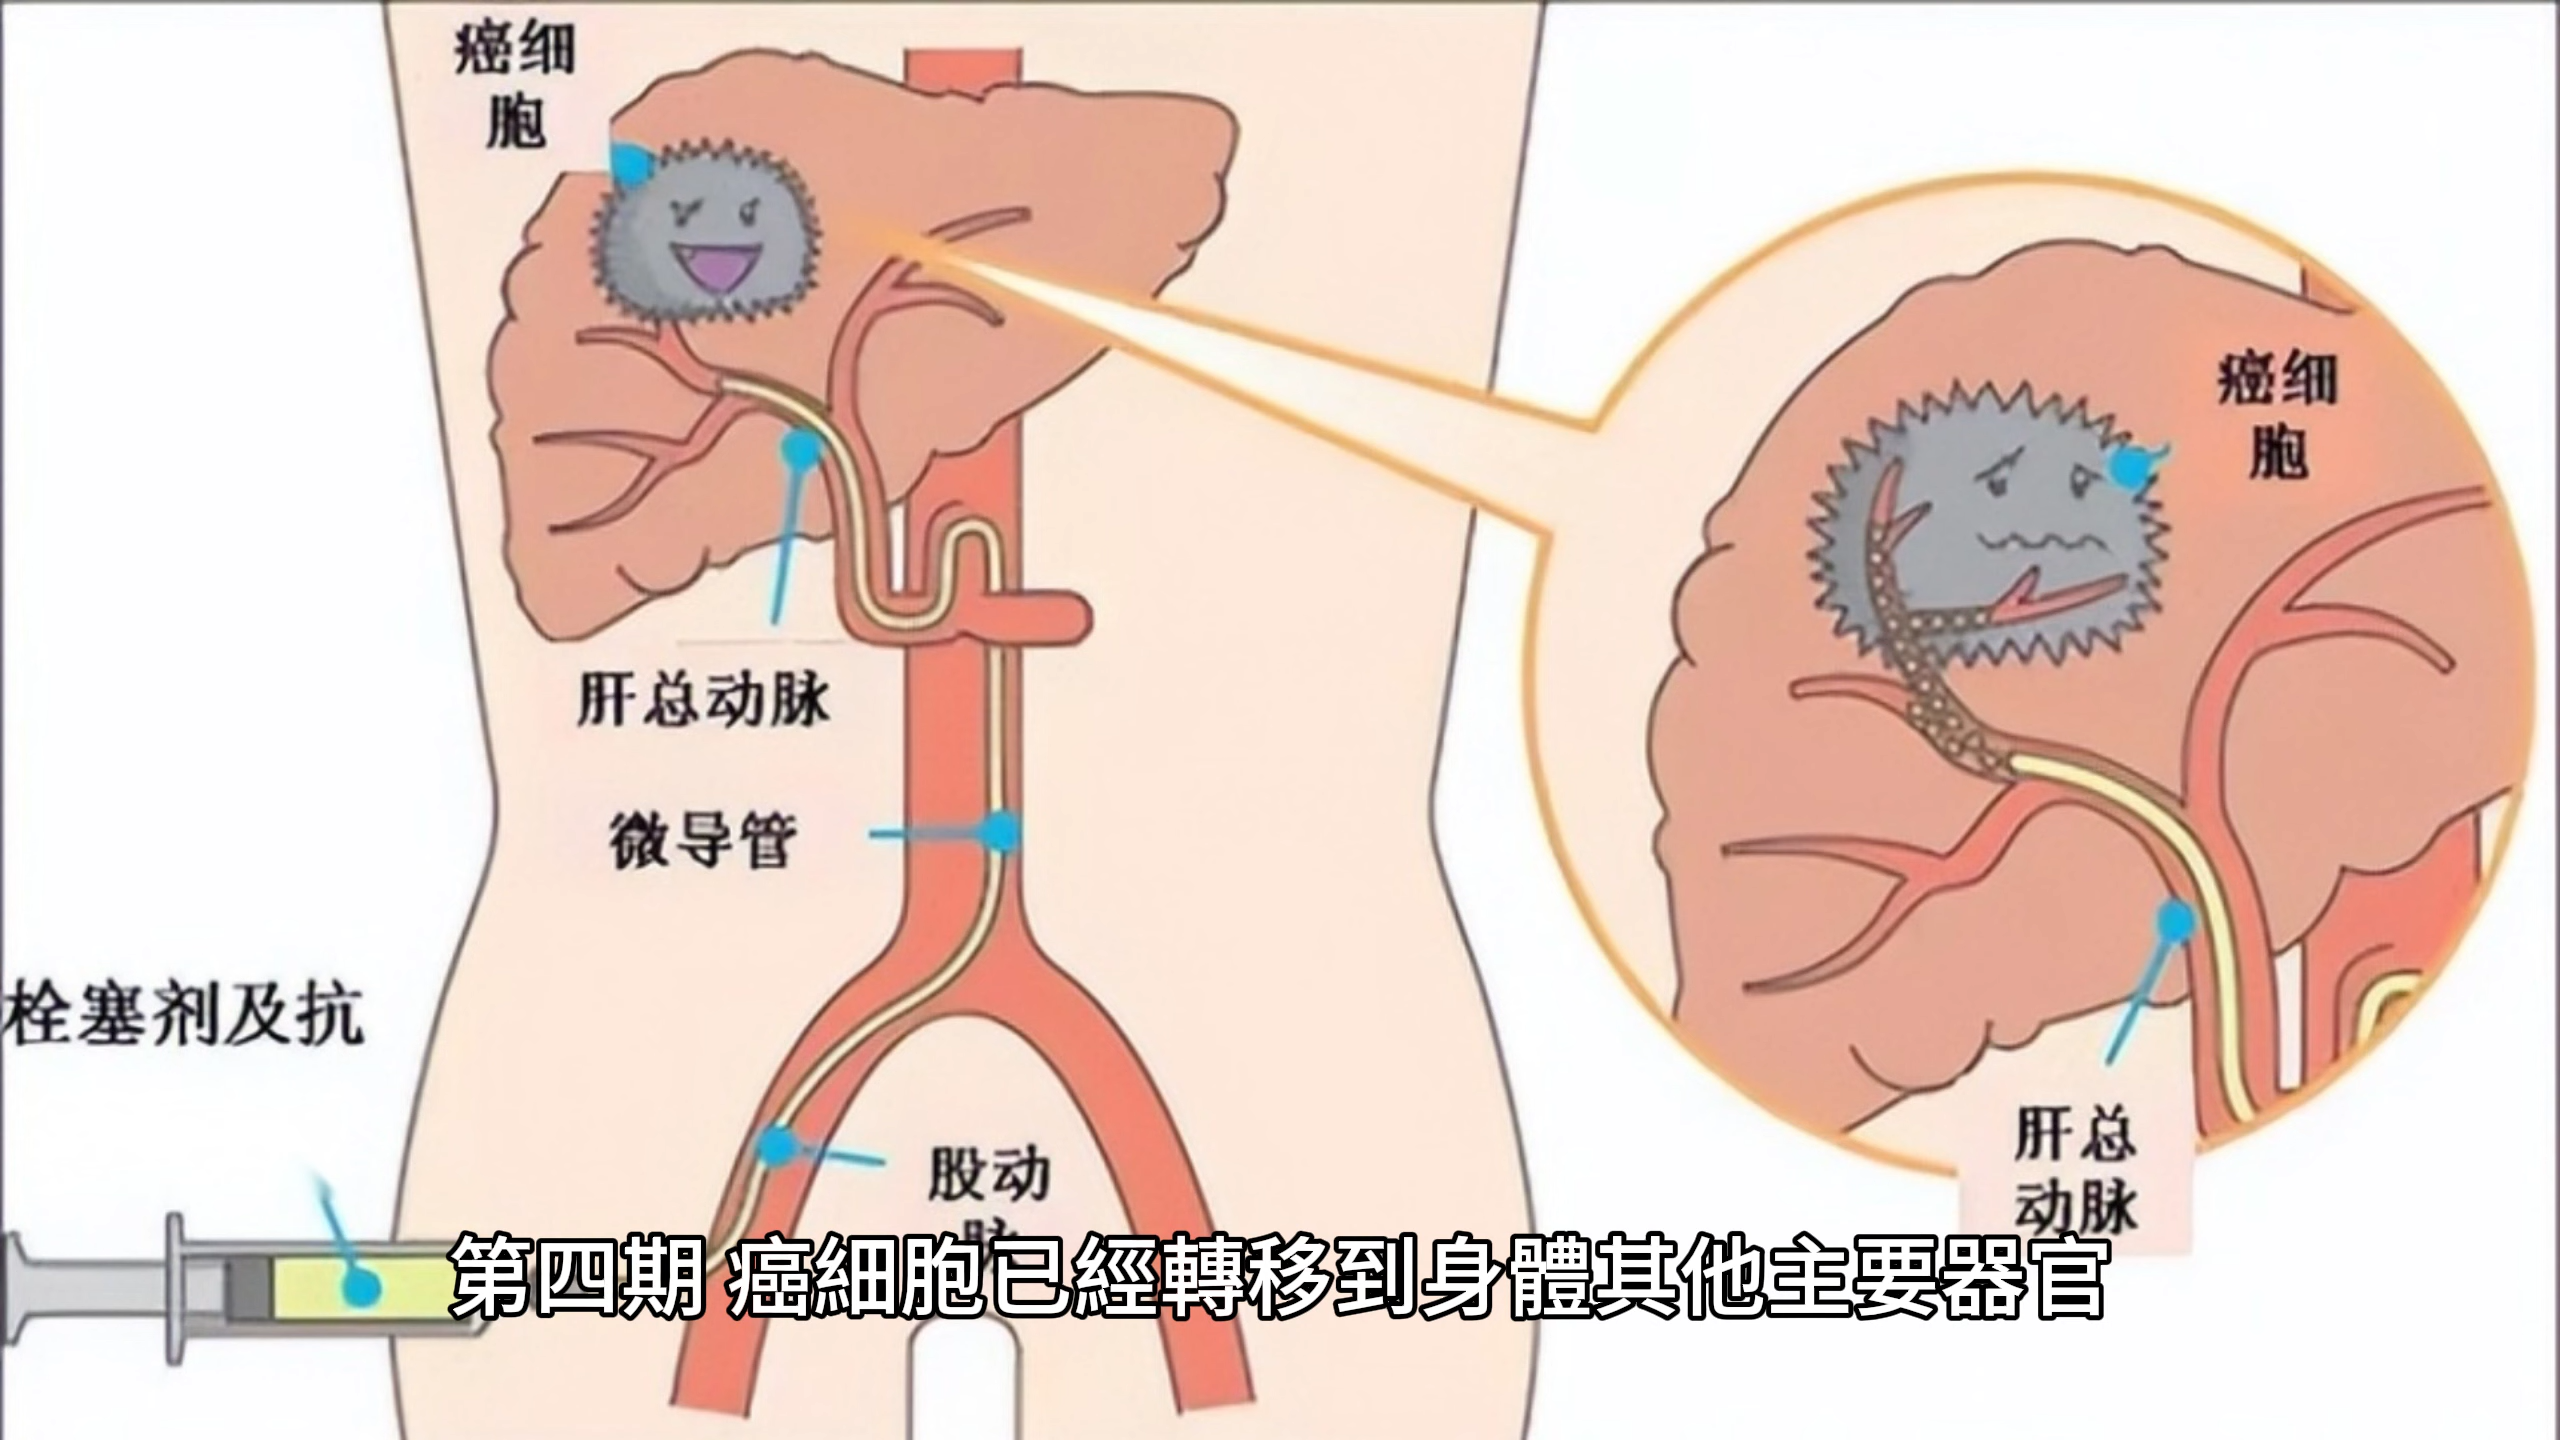 癌细
胞
癌细
胞
肝总动脉
微导管
栓塞剂及抗
股动
脉
肝总
动脉
第四期 癌細胞已經轉移到身體其他主要器官